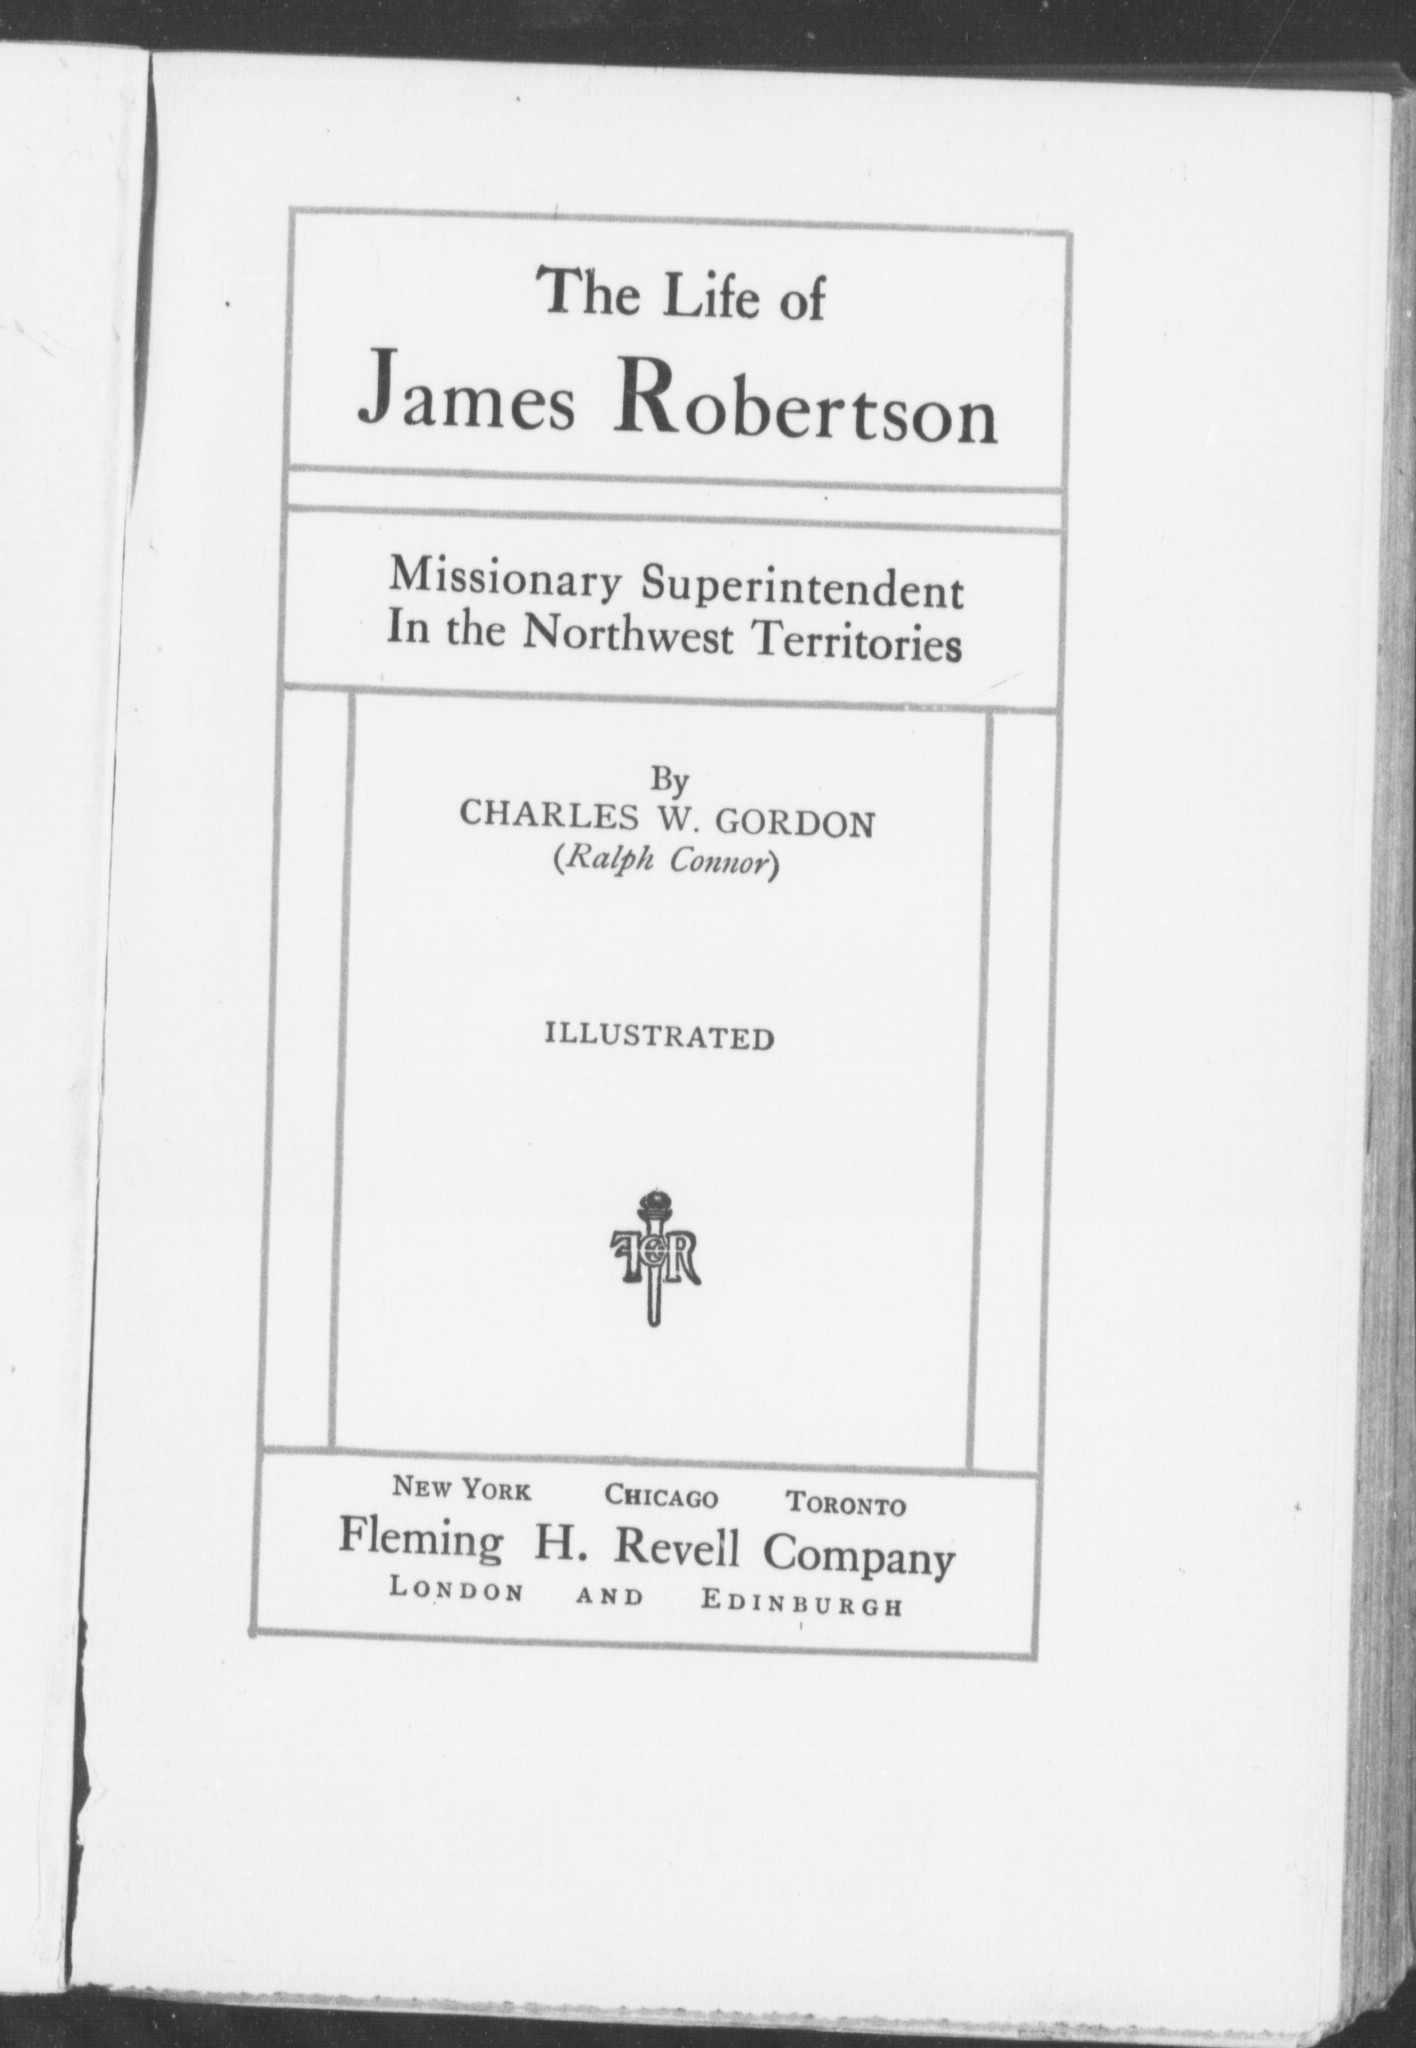 The Life of
James Robertson
Missionary Superintendent
In the Northwest Territories
By
CHARLES W. GORDON
(Ralph Connor)
ILLUSTRATED
NEW YORK CHICAGO TORONTO
Fleming H. Revell Company
LONDON AND EDINBURGH